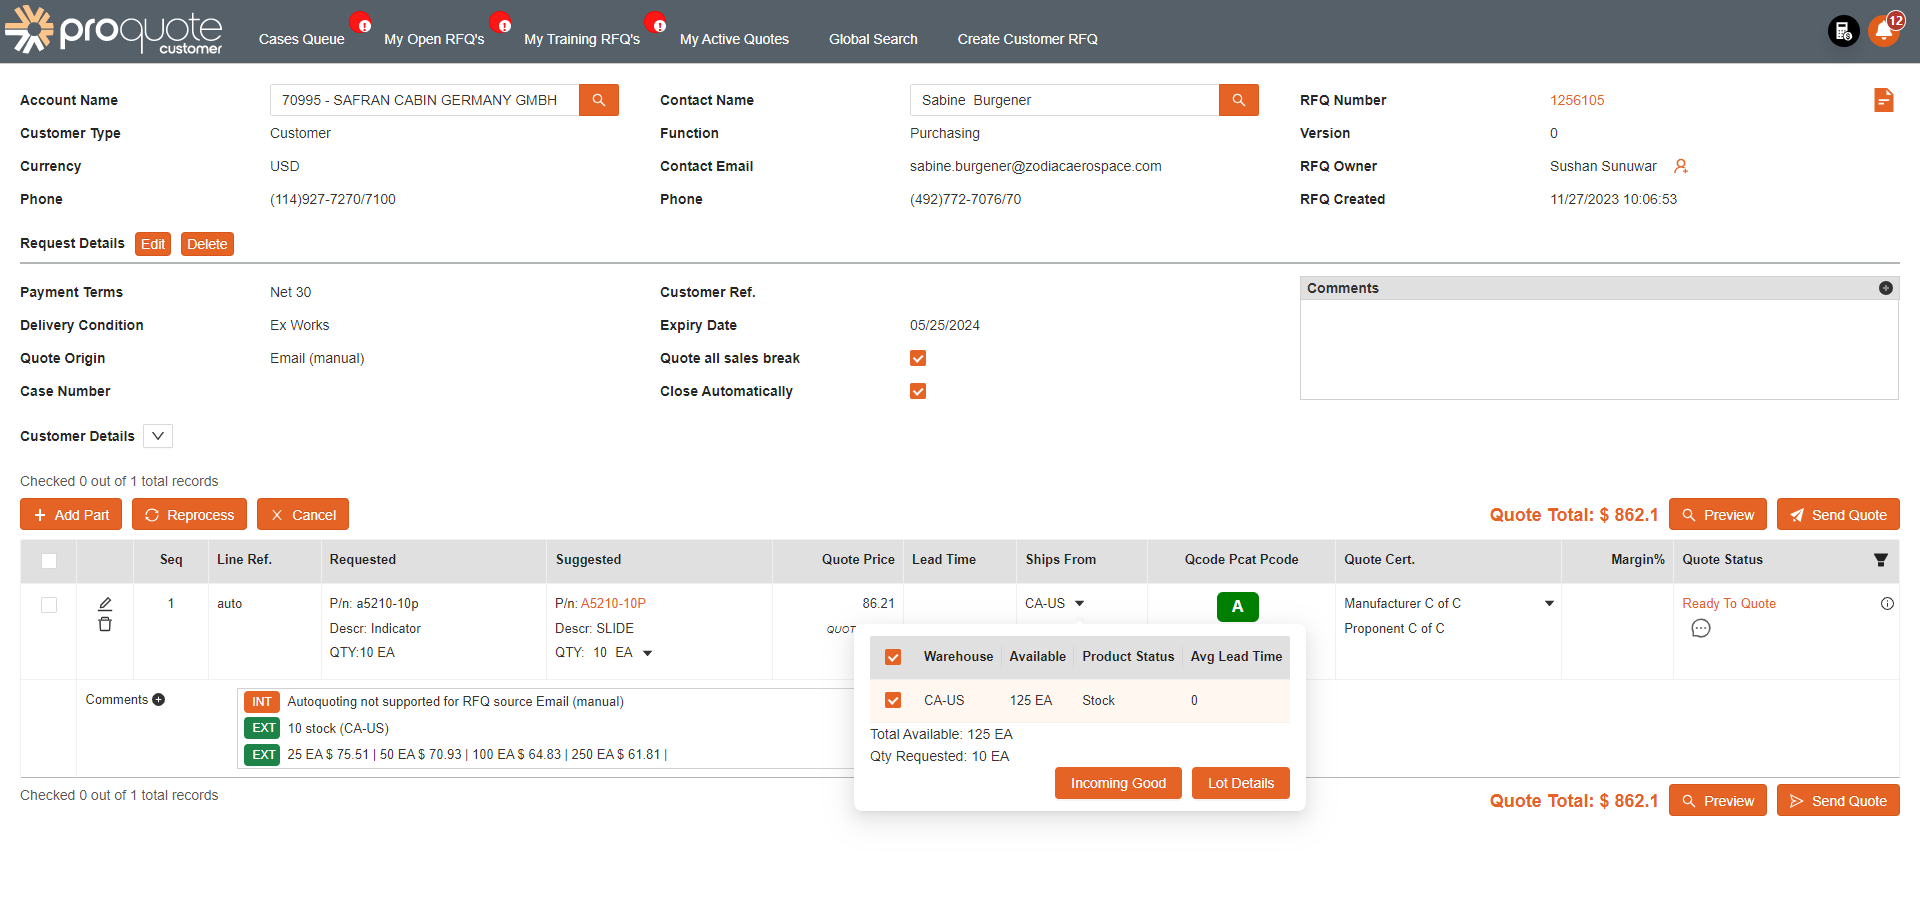 proquote
customer
Cases Queue
My Open RFQ's
My Training RFQ's
My Active Quotes
Global Search
Create Customer RFQ
12
Account Name
70995 - SAFRAN CABIN GERMANY GMBH
Contact Name
Sabine Burgener
RFQ Number
1256105
Customer Type
Customer
Function
Purchasing
Version
0
Currency
USD
Contact Email
sabine.burgener@zodiacaerospace.com
RFQ Owner
Sushan Sunuwar
Phone
(114)927-7270/7100
Phone
(492)772-7076/70
RFQ Created
11/27/2023 10:06:53
Request Details
Edit
Delete
Payment Terms
Net 30
Customer Ref.
Comments
Delivery Condition
Ex Works
Expiry Date
05/25/2024
Quote Origin
Email (manual)
Quote all sales break
Case Number
Close Automatically
Customer Details
Checked 0 out of 1 total records
Add Part
Reprocess
Cancel
Quote Total: $ 862.1
Preview
Send Quote
Seq
Line Ref.
Requested
Suggested
Quote Price
Lead Time
Ships From
Qcode Pcat Pcode
Quote Cert.
Margin%
Quote Status
1
auto
P/n: a5210-10p
Descr: Indicator
QTY:10 EA
P/n: A5210-10P
Descr: SLIDE
QTY: 10 EA
86.21
QUOT
CA-US
A
Manufacturer C of C
Proponent C of C
Ready To Quote
Comments
INT Autoquoting not supported for RFQ source Email (manual)
EXT 10 stock (CA-US)
EXT 25 EA $ 75.51 | 50 EA $ 70.93 | 100 EA $ 64.83 | 250 EA $ 61.81 |
Warehouse
Available
Product Status
Avg Lead Time
CA-US
125 EA
Stock
0
Total Available: 125 EA
Qty Requested: 10 EA
Incoming Good
Lot Details
Checked 0 out of 1 total records
Quote Total: $ 862.1
Preview
Send Quote